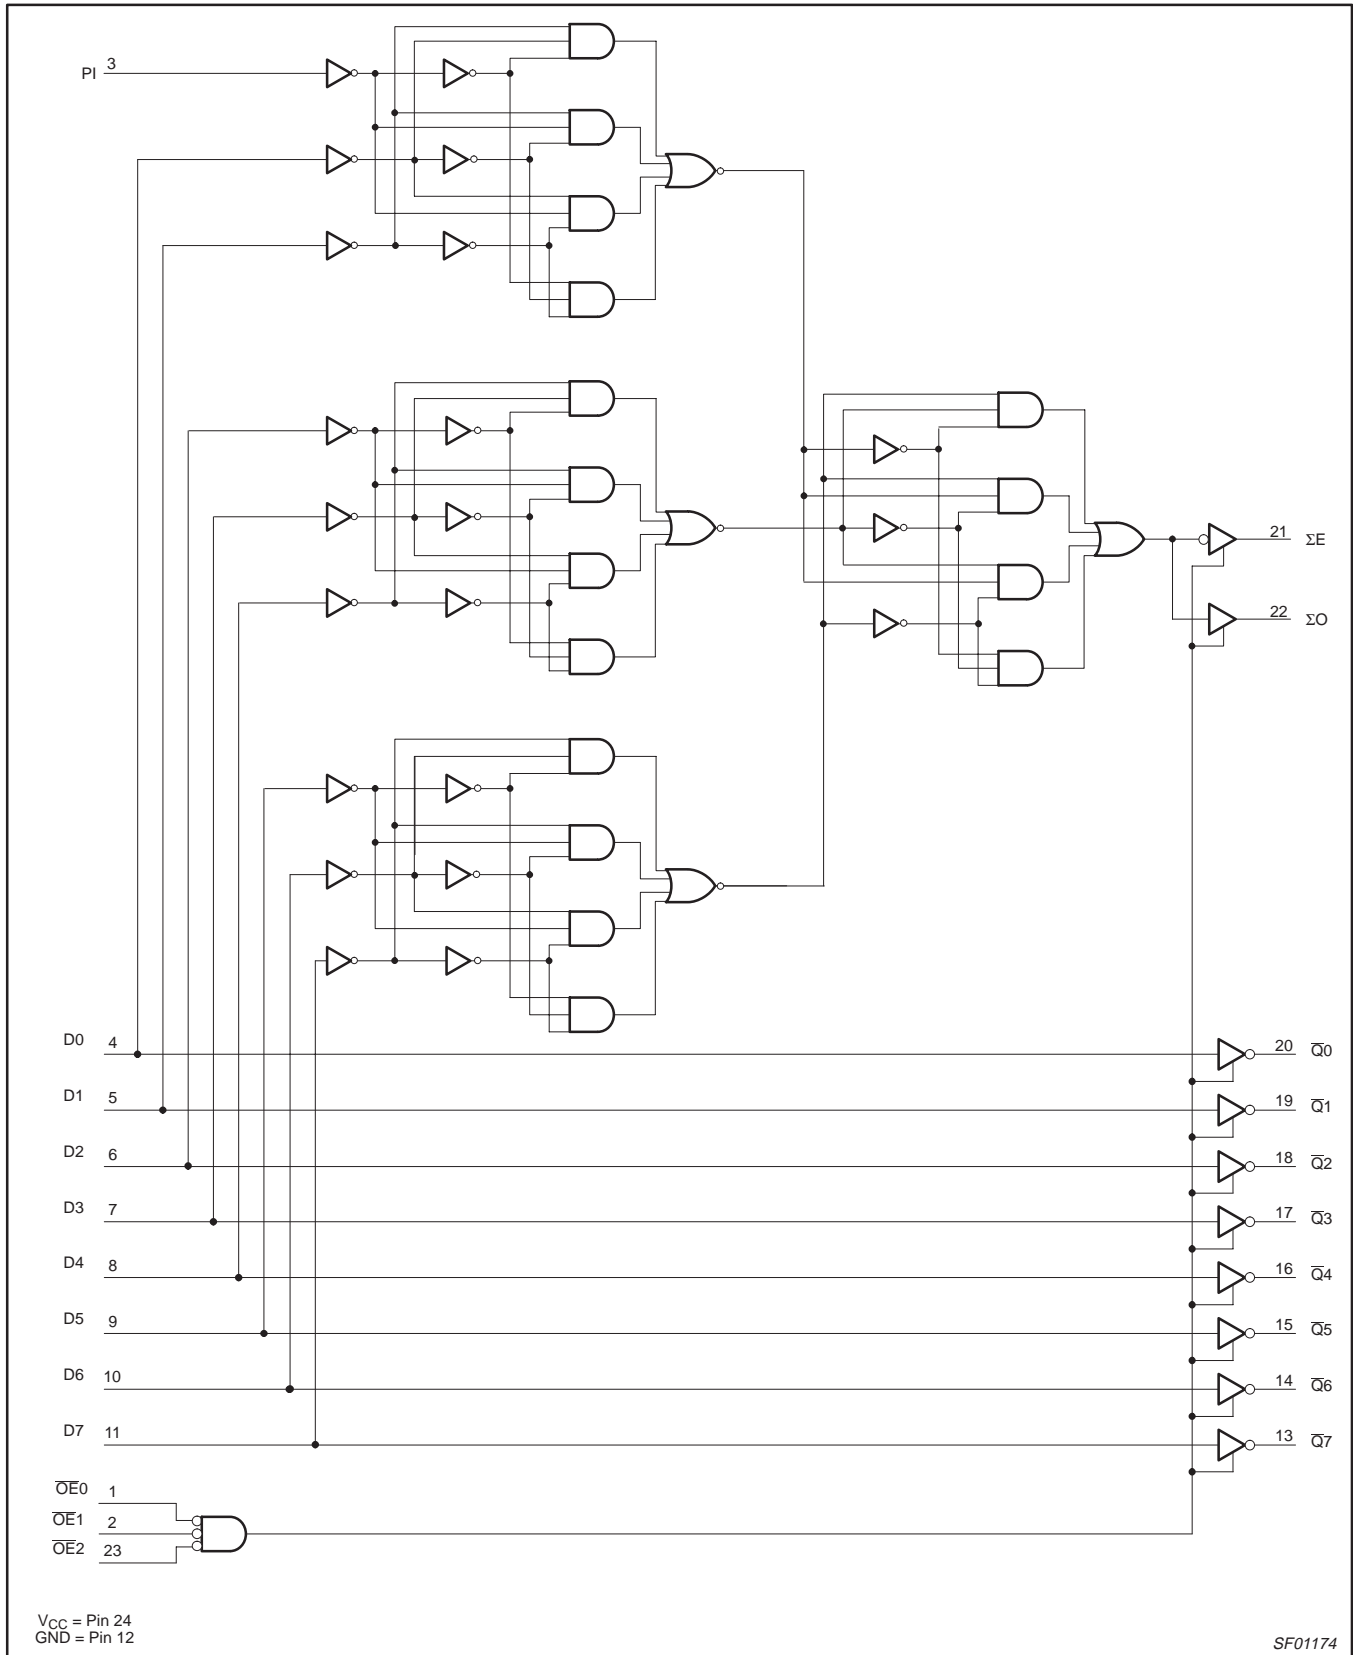 PI 3
21 ΣE
22 ΣO
D0 4 20 Q̅0
D1 5 19 Q̅1
D2 6 18 Q̅2
D3 7 17 Q̅3
D4 8 16 Q̅4
D5 9 15 Q̅5
D6 10 14 Q̅6
D7 11 13 Q̅7
O̅E̅0 1
O̅E̅1 2
O̅E̅2 23
VCC = Pin 24
GND = Pin 12
SF01174